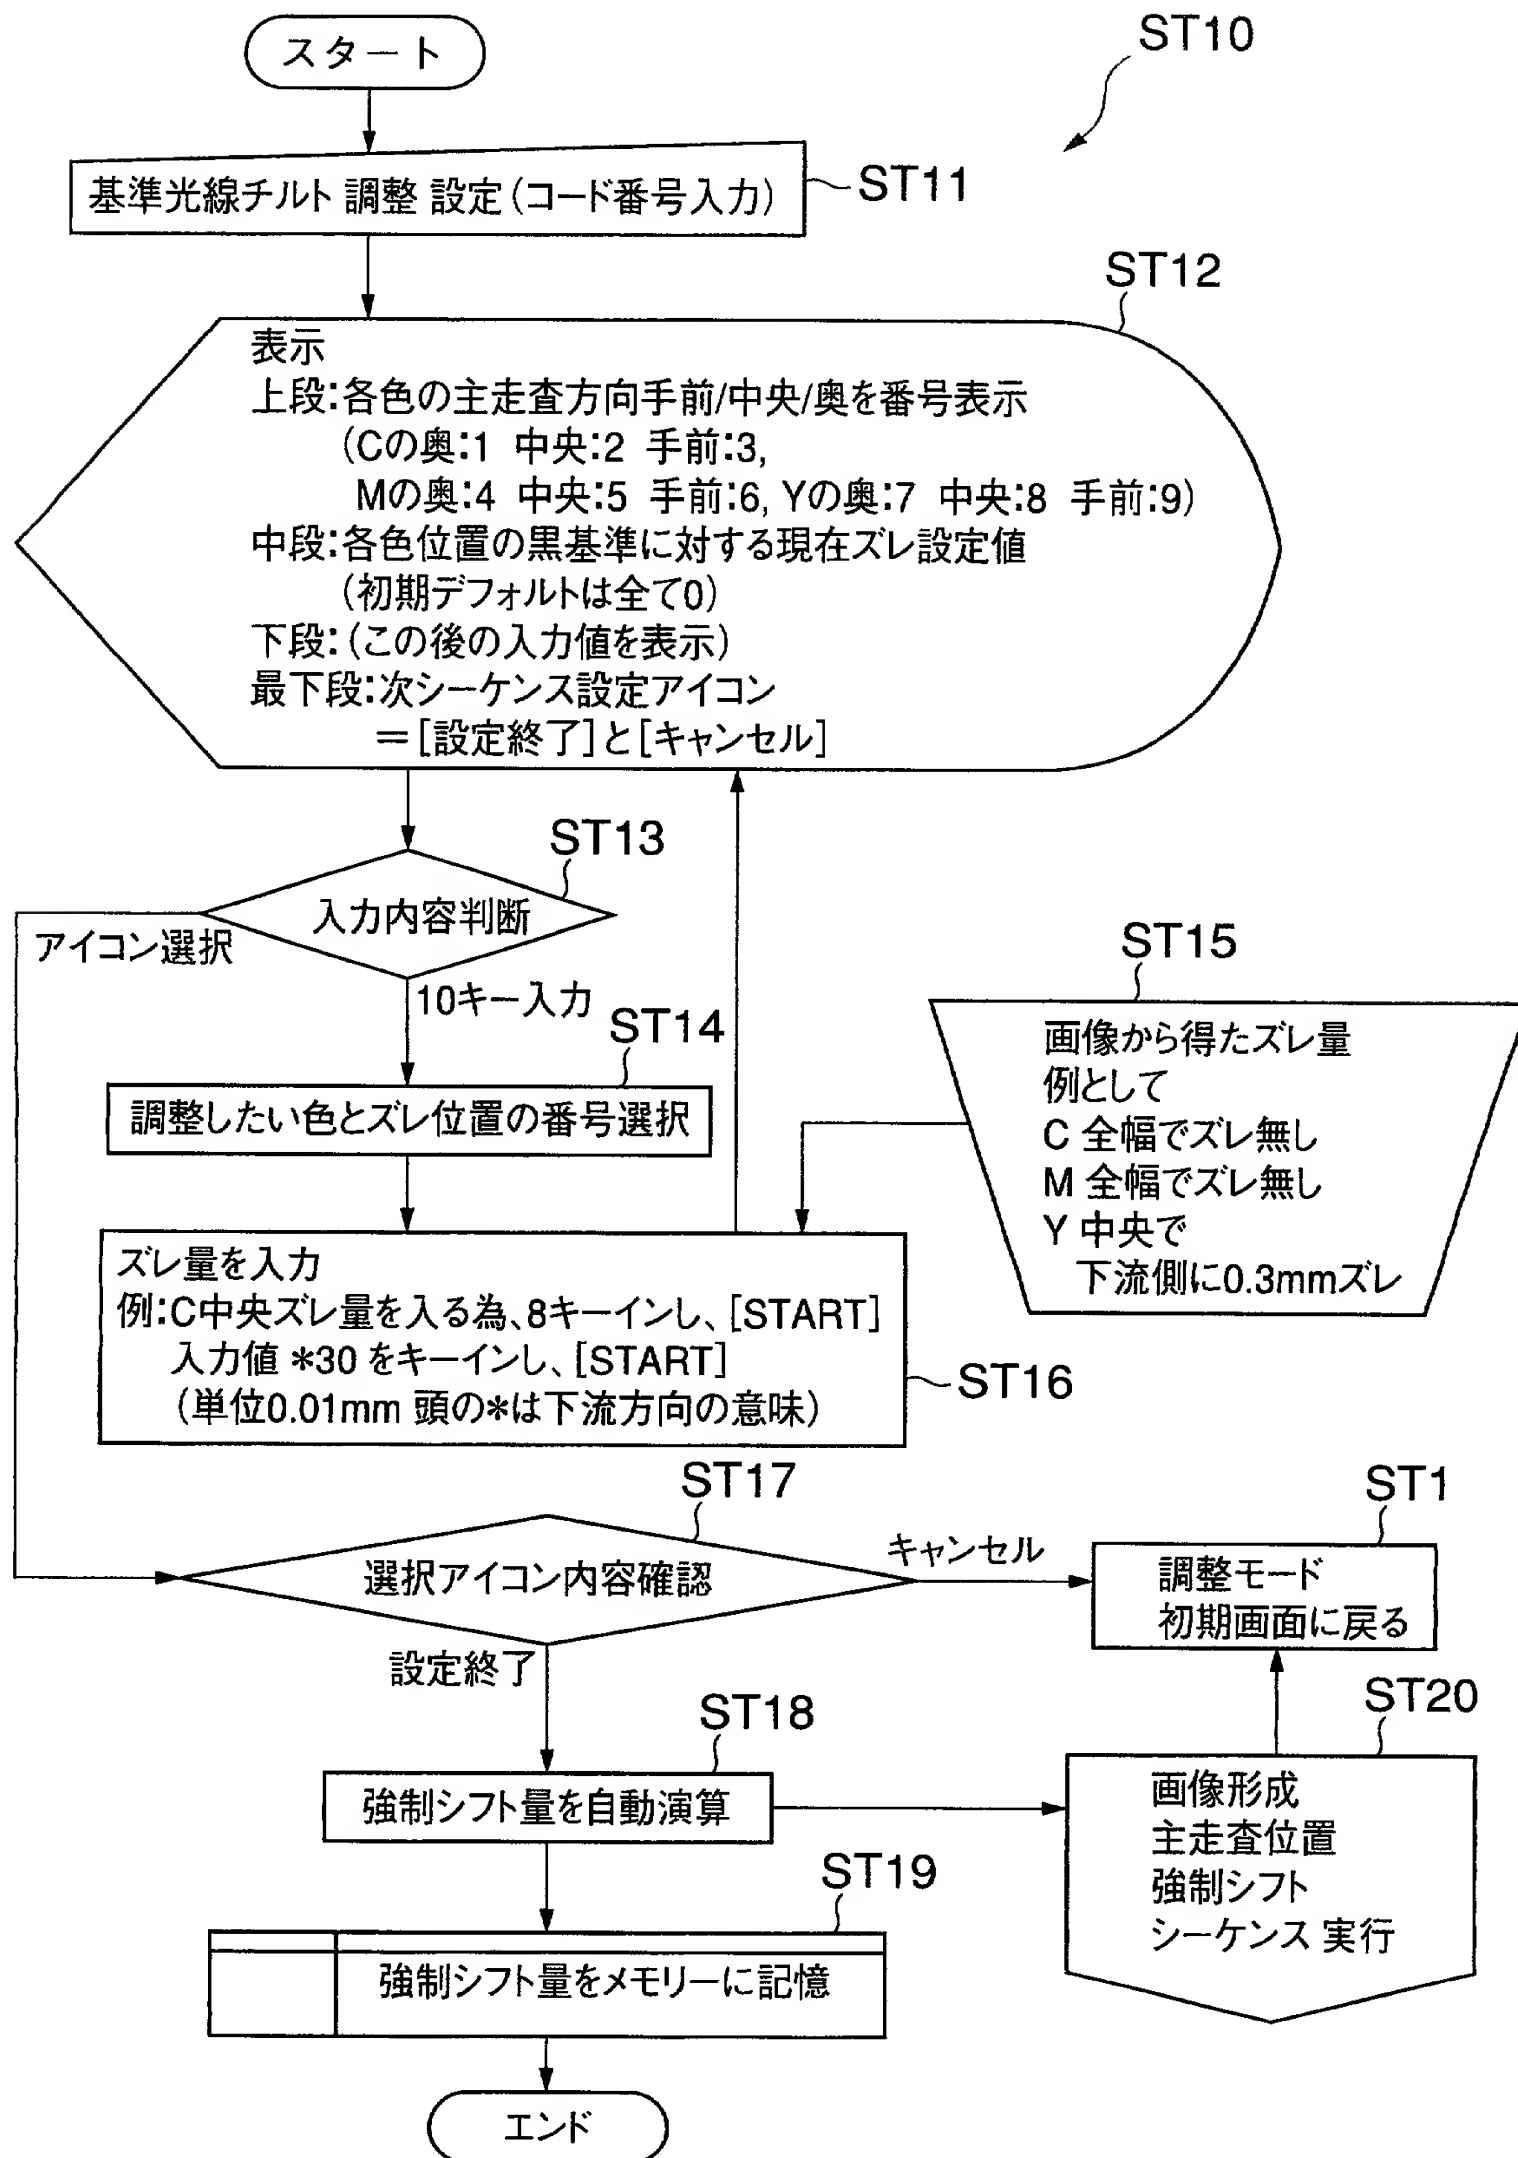 スタート
ST10
基準光線チルト 調整 設定(コード番号入力)
ST11
ST12
表示
上段:各色の主走査方向手前/中央/奥を番号表示
(Cの奥:1 中央:2 手前:3,
Mの奥:4 中央:5 手前:6, Yの奥:7 中央:8 手前:9)
中段:各色位置の黒基準に対する現在ズレ設定値
(初期デフォルトは全て0)
下段:(この後の入力値を表示)
最下段:次シーケンス設定アイコン
=[設定終了]と[キャンセル]
ST13
入力内容判断
アイコン選択
10キー入力
ST14
調整したい色とズレ位置の番号選択
ST15
画像から得たズレ量
例として
C 全幅でズレ無し
M 全幅でズレ無し
Y 中央で
下流側に0.3mmズレ
ズレ量を入力
例:C中央ズレ量を入る為、8キーインし、[START]
入力値 *30 をキーインし、[START]
(単位0.01mm 頭の*は下流方向の意味)
ST16
ST17
選択アイコン内容確認
キャンセル
ST1
調整モード
初期画面に戻る
設定終了
ST18
強制シフト量を自動演算
ST20
画像形成
主走査位置
強制シフト
シーケンス 実行
ST19
強制シフト量をメモリーに記憶
エンド